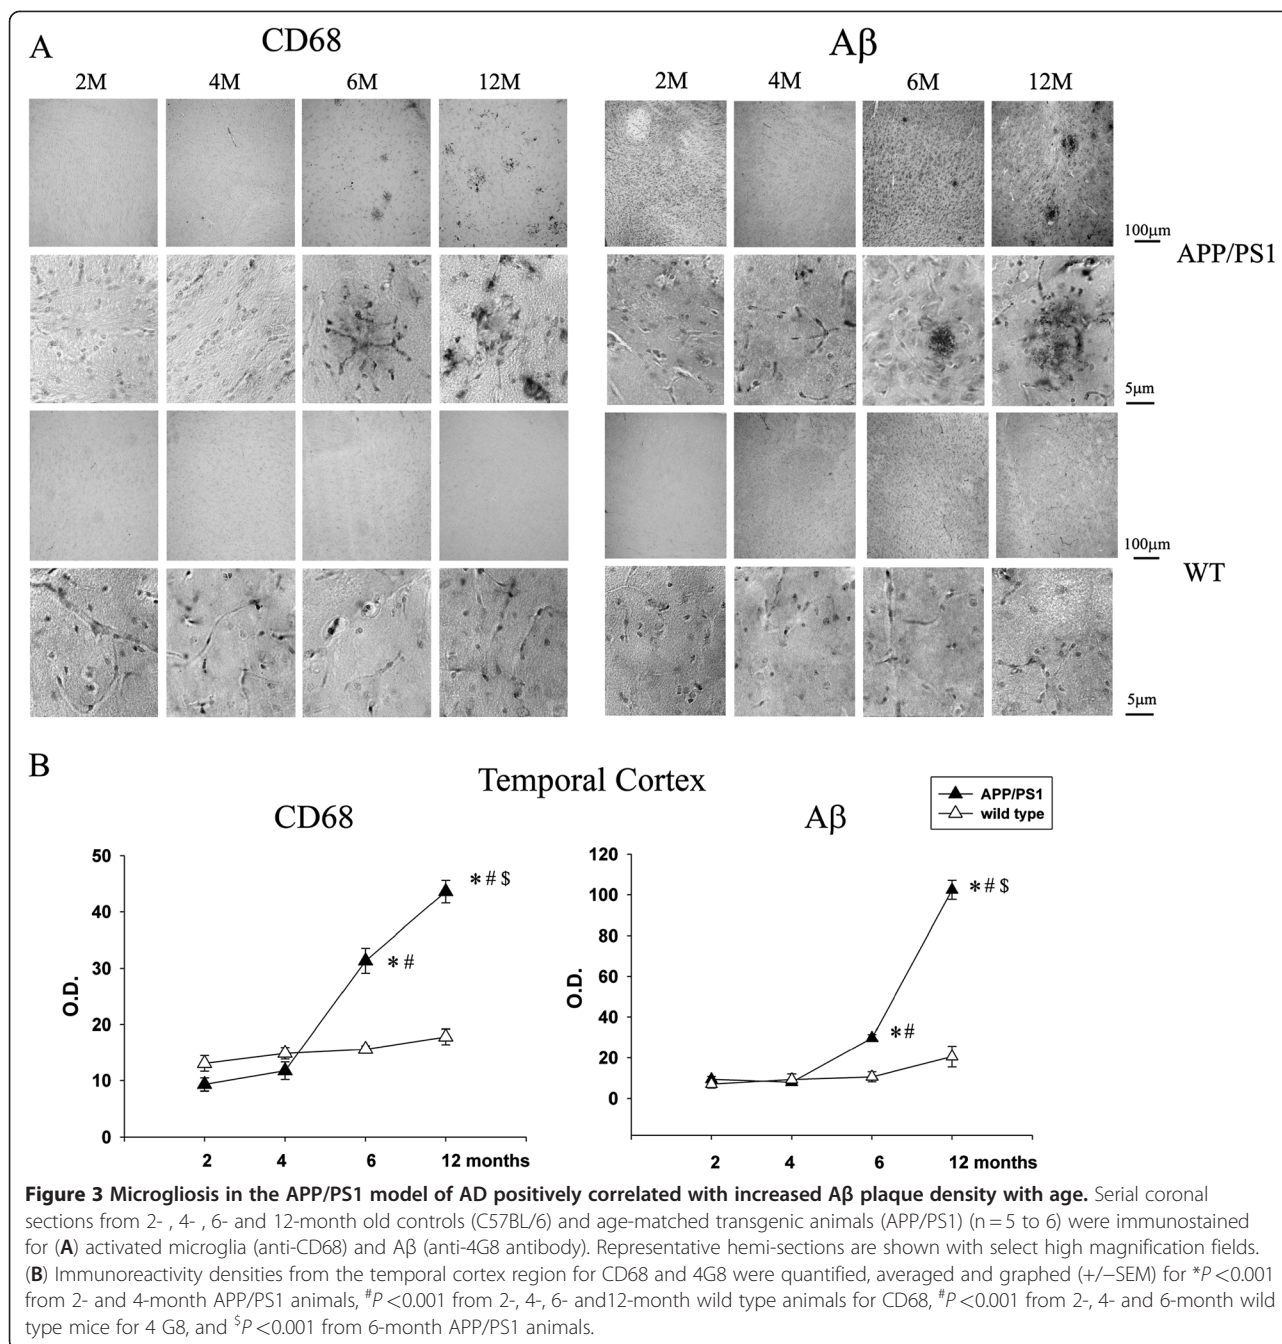 A
CD68
Aβ
2M 4M 6M 12M
2M 4M 6M 12M
100µm
APP/PS1
5µm
100µm
WT
5µm
B
Temporal Cortex
APP/PS1
wild type
CD68
Aβ
50
40
30
20
10
0
O.D.
* # $
* #
2 4 6 12 months
120
100
80
60
40
20
0
O.D.
* # $
* #
2 4 6 12 months
Figure 3 Microgliosis in the APP/PS1 model of AD positively correlated with increased Aβ plaque density with age. Serial coronal
sections from 2- , 4- , 6- and 12-month old controls (C57BL/6) and age-matched transgenic animals (APP/PS1) (n = 5 to 6) were immunostained
for (A) activated microglia (anti-CD68) and Aβ (anti-4G8 antibody). Representative hemi-sections are shown with select high magnification fields.
(B) Immunoreactivity densities from the temporal cortex region for CD68 and 4G8 were quantified, averaged and graphed (+/−SEM) for *P <0.001
from 2- and 4-month APP/PS1 animals, #P <0.001 from 2-, 4-, 6- and12-month wild type animals for CD68, #P <0.001 from 2-, 4- and 6-month wild
type mice for 4 G8, and $P <0.001 from 6-month APP/PS1 animals.